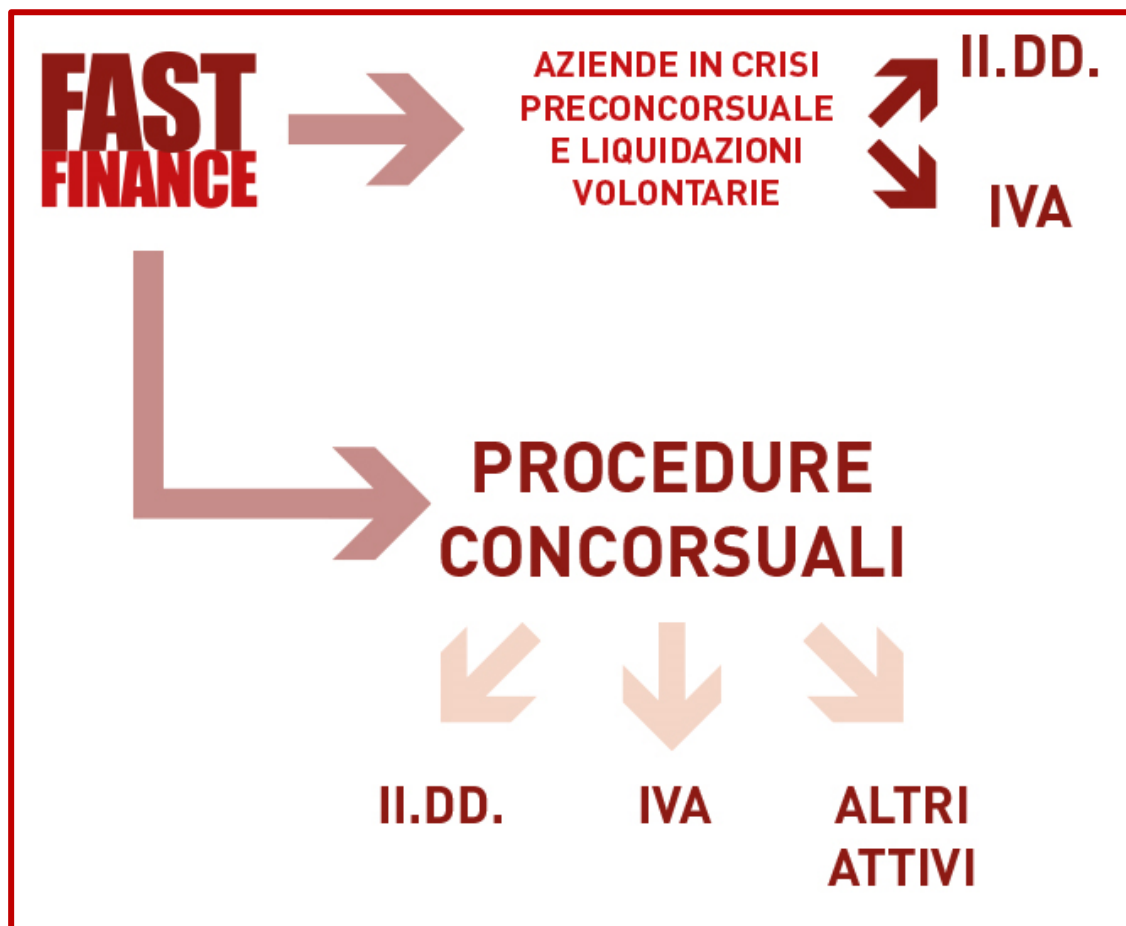 FAST
FINANCE
AZIENDE IN CRISI
PRECONCORSUALE
E LIQUIDAZIONI
VOLONTARIE
II.DD.
IVA
PROCEDURE
CONCORSUALI
II.DD.
IVA
ALTRI
ATTIVI